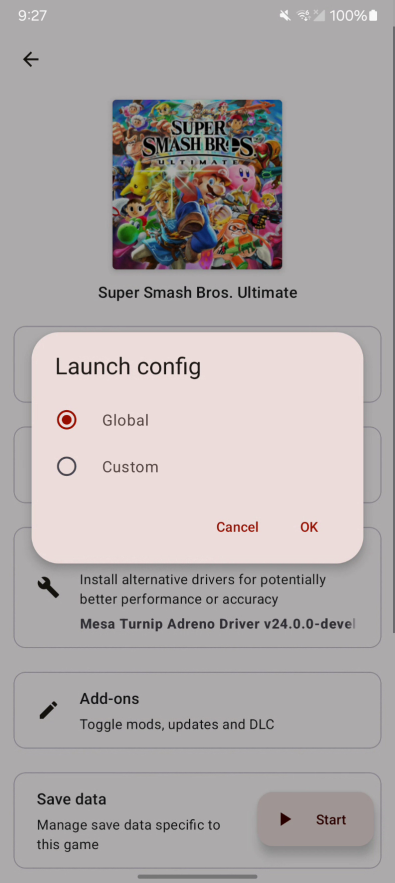 9:27
100%
SUPER
SMASH BROS.
ULTIMATE
Super Smash Bros. Ultimate
Launch config
Global
Custom
Cancel
OK
Install alternative drivers for potentially
better performance or accuracy
Mesa Turnip Adreno Driver v24.0.0-devel
Add-ons
Toggle mods, updates and DLC
Save data
Manage save data specific to
this game
Start